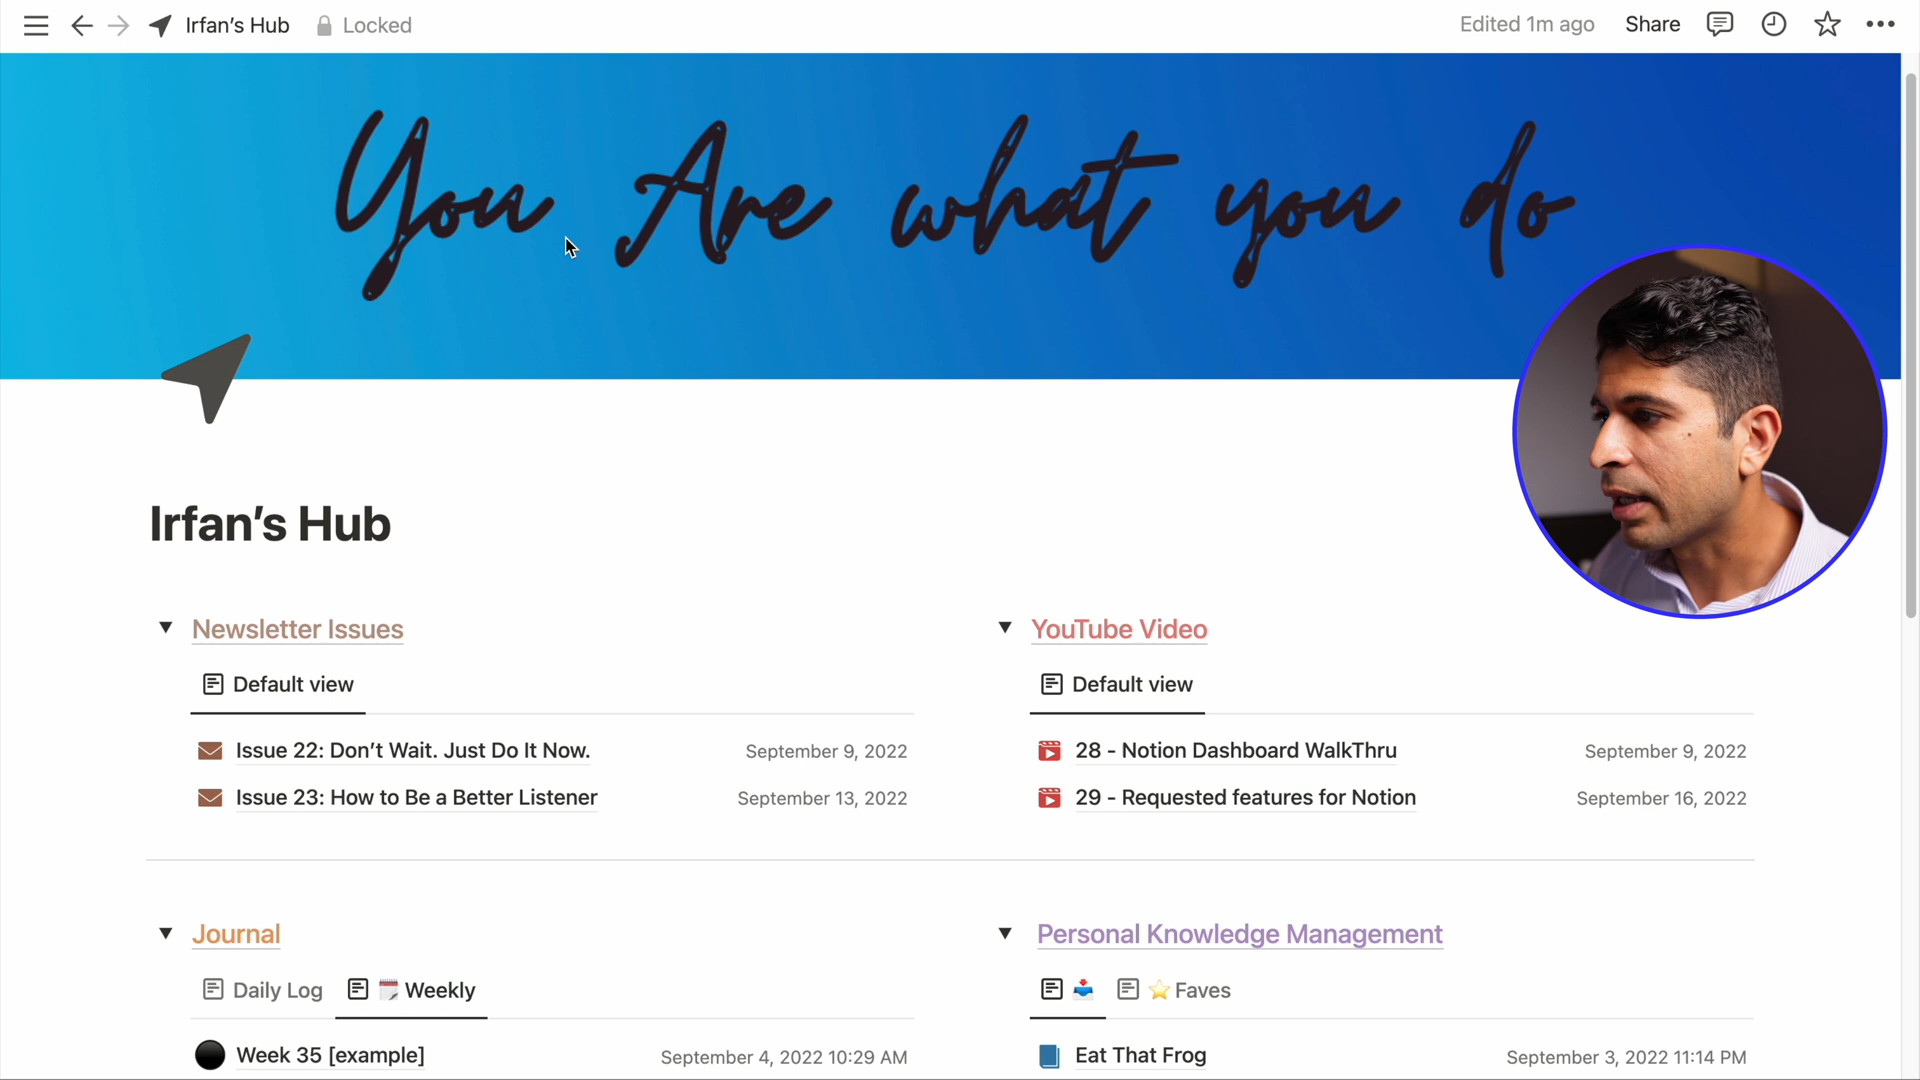 Irfan’s Hub Locked Edited 1m ago Share
You Are what you do
Irfan’s Hub
Newsletter Issues
Default view
Issue 22: Don’t Wait. Just Do It Now. September 9, 2022
Issue 23: How to Be a Better Listener September 13, 2022
YouTube Video
Default view
28 - Notion Dashboard WalkThru September 9, 2022
29 - Requested features for Notion September 16, 2022
Journal
Daily Log Weekly
Week 35 [example] September 4, 2022 10:29 AM
Personal Knowledge Management
Faves
Eat That Frog September 3, 2022 11:14 PM